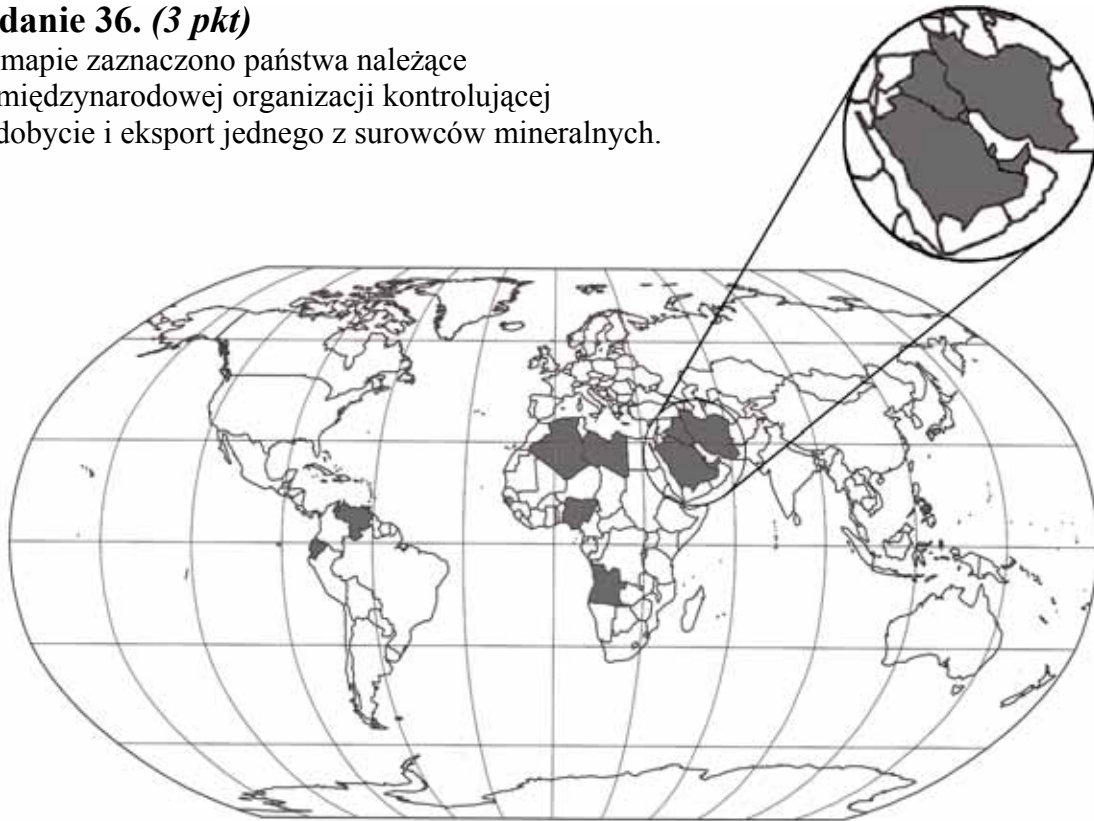 danie 36. (3 pkt)
mapie zaznaczono państwa należące
międzynarodowej organizacji kontrolującej
dobycie i eksport jednego z surowców mineralnych.